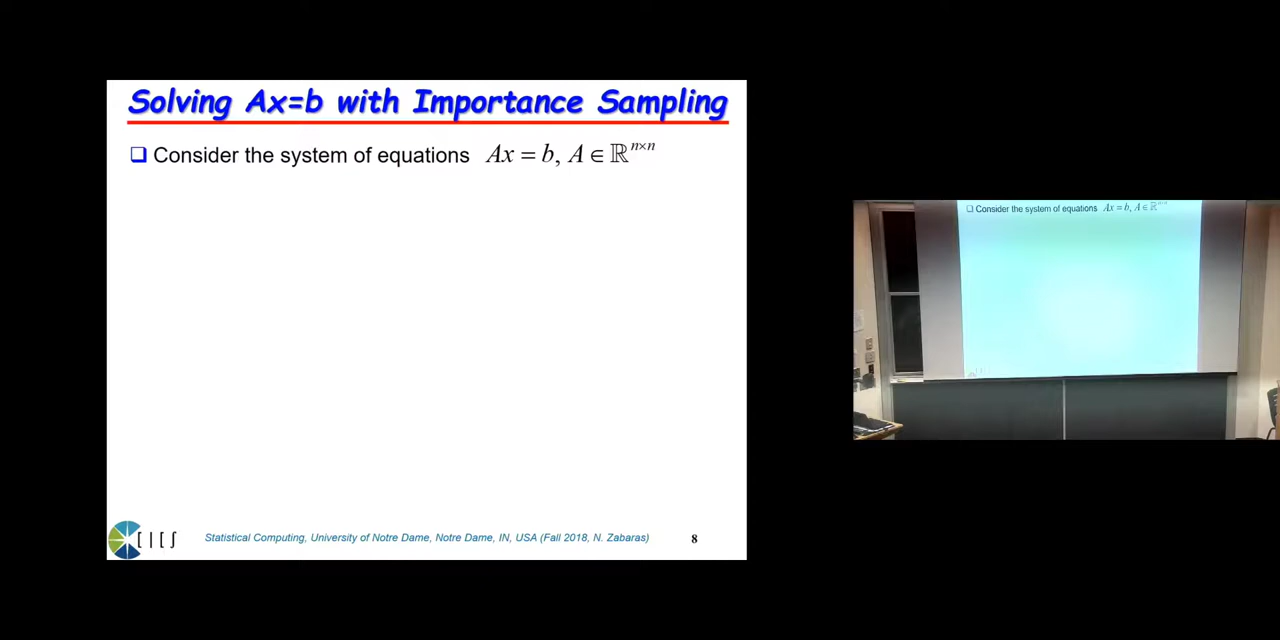 Solving Ax=b with Importance Sampling
❑ Consider the system of equations Ax = b, A ∈ ℝ^{n×n}
CICS
Statistical Computing, University of Notre Dame, Notre Dame, IN, USA (Fall 2018, N. Zabaras)
8
❑ Consider the system of equations Ax = b, A ∈ ℝ^{n×n}